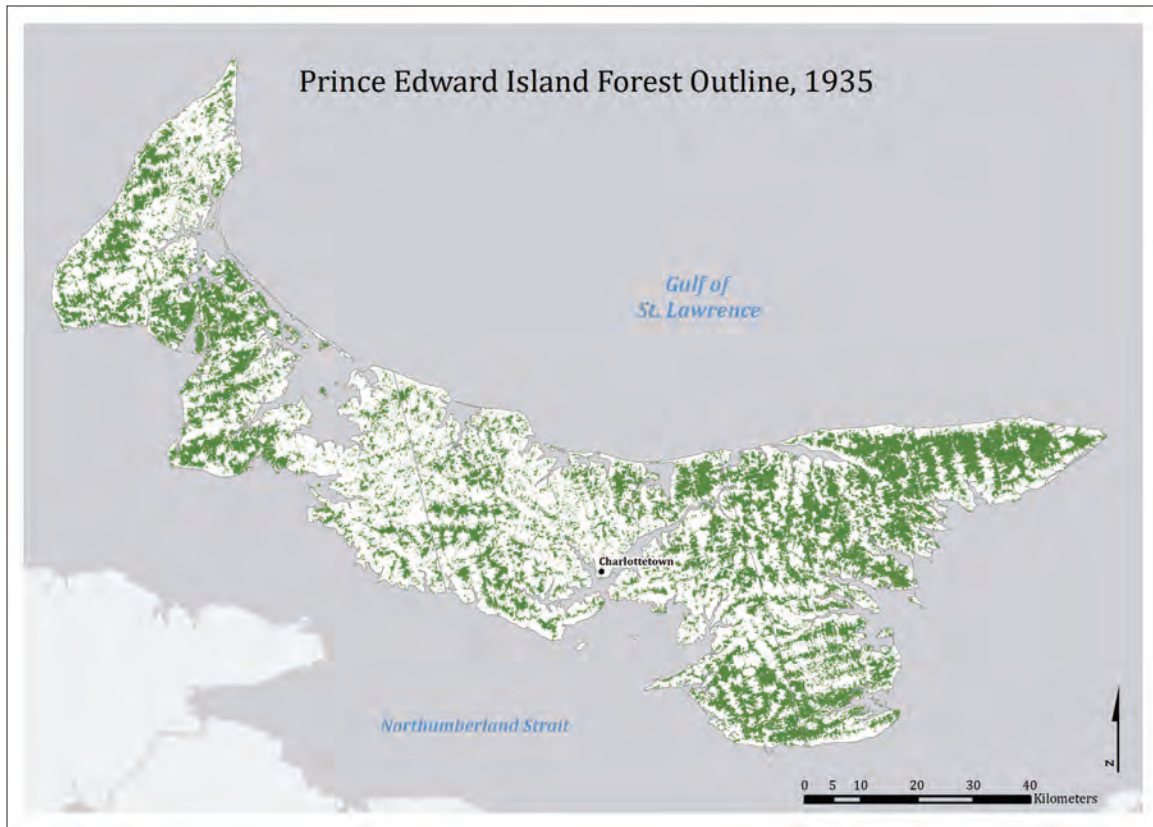 Prince Edward Island Forest Outline, 1935
Gulf of
St. Lawrence
Charlottetown
Northumberland Strait
N
0 5 10 20 30 40
Kilometers